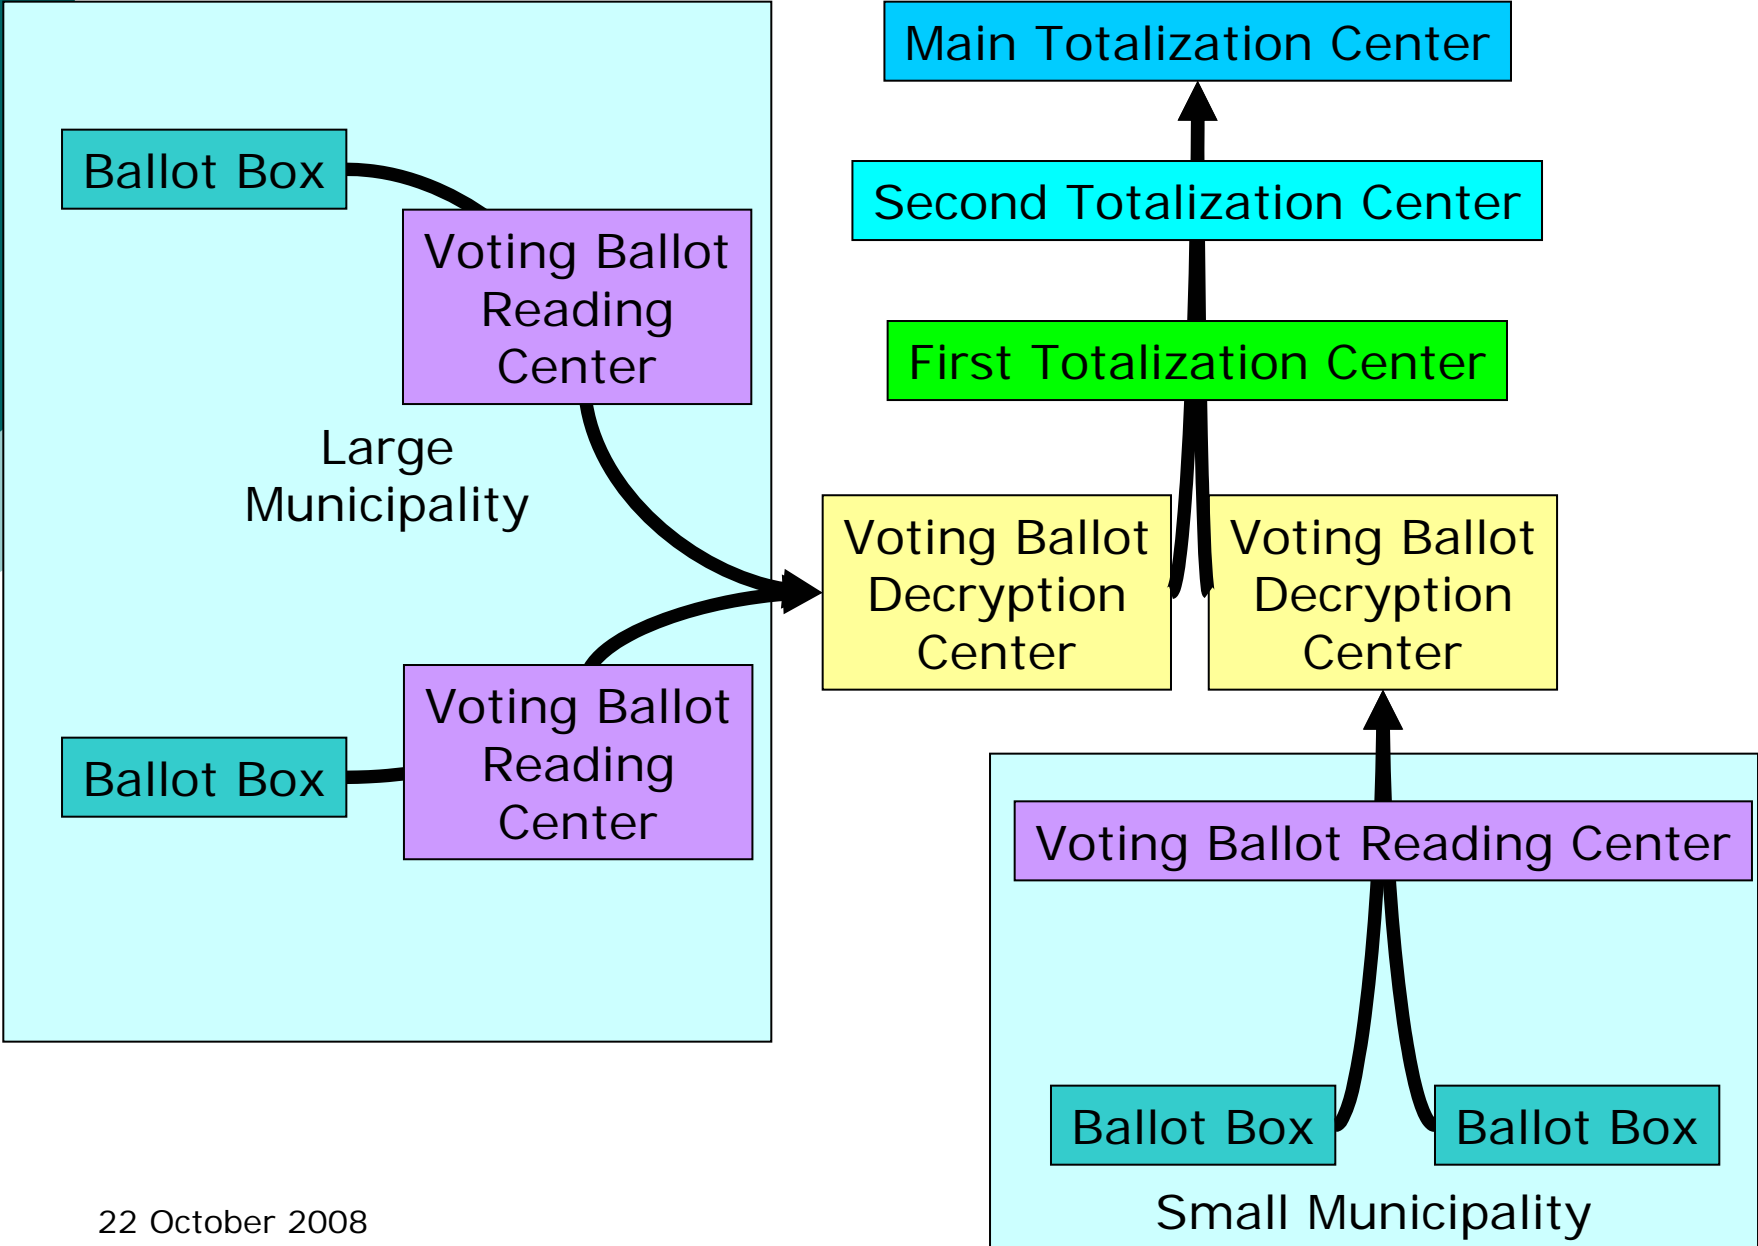 Ballot Box
Voting Ballot
Reading
Center
Large
Municipality
Voting Ballot
Reading
Center
Ballot Box
Main Totalization Center
Second Totalization Center
First Totalization Center
Voting Ballot
Decryption
Center
Voting Ballot
Decryption
Center
Voting Ballot Reading Center
Ballot Box
Ballot Box
Small Municipality
22 October 2008